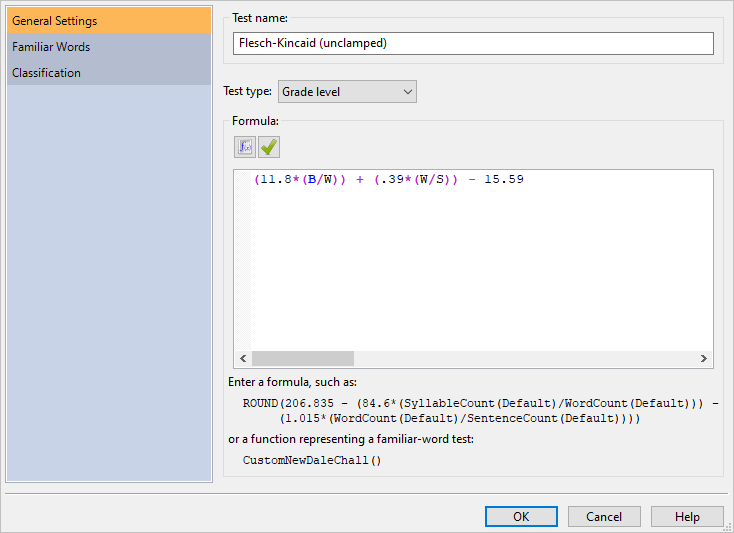 General Settings
Familiar Words
Classification
Test name:
Flesch-Kincaid (unclamped)
Test type: Grade level
Formula:
f(x)
(11.8*(B/W)) + (.39*(W/S)) - 15.59
Enter a formula, such as:
ROUND(206.835 - (84.6*(SyllableCount(Default)/WordCount(Default))) -
(1.015*(WordCount(Default)/SentenceCount(Default))))
or a function representing a familiar-word test:
CustomNewDaleChall()
OK Cancel Help